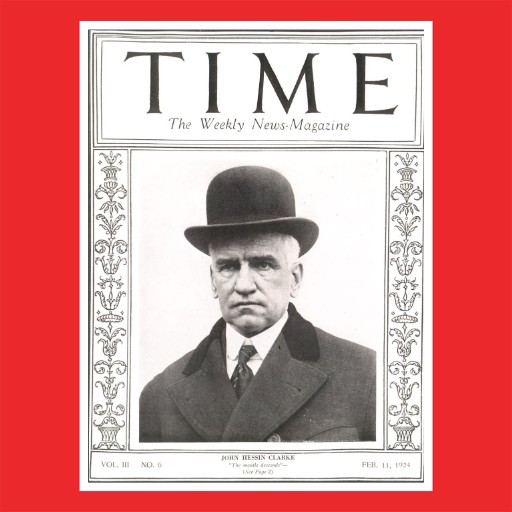 TIME
The Weekly News-Magazine
JOHN HESSIN CLARKE
"The mantle descends"—
(See Page 2)
VOL. III NO. 6 FEB. 11, 1924